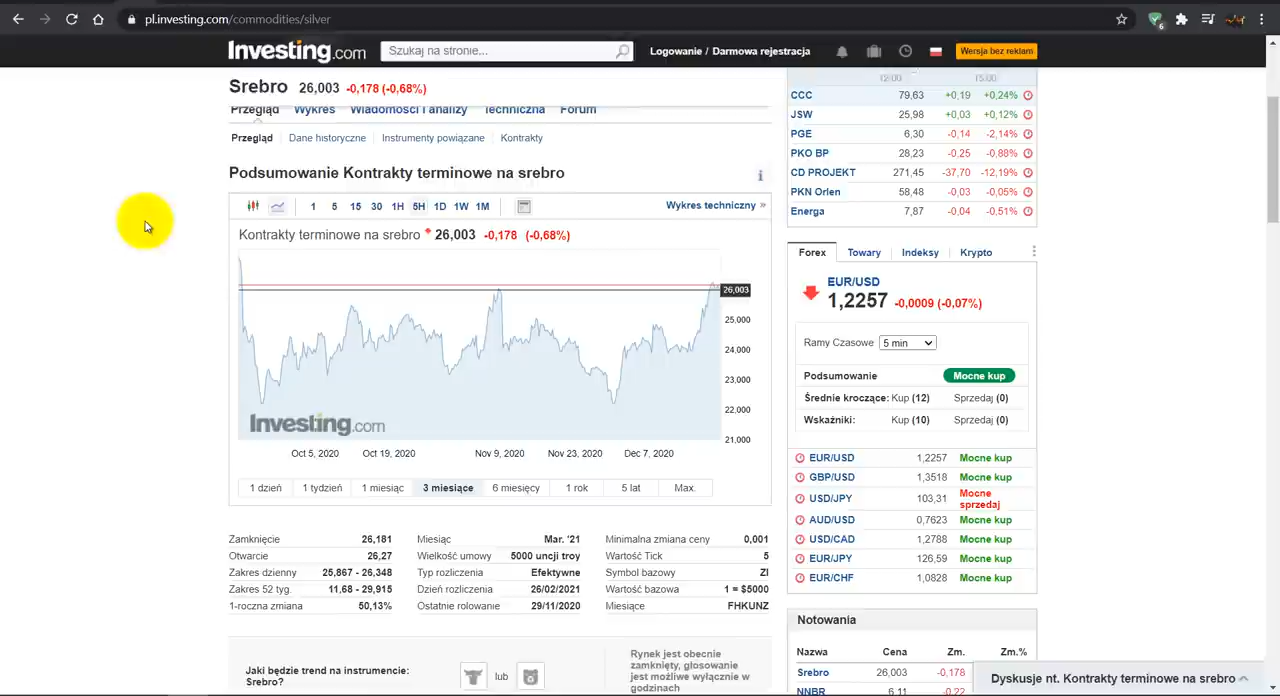 pl.investing.com/commodities/silver
6
Investing.com
Szukaj na stronie...
Logowanie / Darmowa rejestracja
Wersja bez reklam
Srebro 26,003 -0,178 (-0,68%)
Przegląd Wykres Wiadomości i analizy Techniczna Forum
Przegląd Dane historyczne Instrumenty powiązane Kontrakty
Podsumowanie Kontrakty terminowe na srebro
1 5 15 30 1H 5H 1D 1W 1M
Wykres techniczny »
Kontrakty terminowe na srebro 26,003 -0,178 (-0,68%)
26,003
25,000
24,000
23,000
22,000
21,000
Investing.com
Oct 5, 2020 Oct 19, 2020 Nov 9, 2020 Nov 23, 2020 Dec 7, 2020
1 dzień 1 tydzień 1 miesiąc 3 miesiące 6 miesięcy 1 rok 5 lat Max.
Zamknięcie 26,181 Miesiąc Mar. '21 Minimalna zmiana ceny 0,001
Otwarcie 26,27 Wielkość umowy 5000 uncji troy Wartość Tick 5
Zakres dzienny 25,867 - 26,348 Typ rozliczenia Efektywne Symbol bazowy ZI
Zakres 52 tyg. 11,68 - 29,915 Dzień rozliczenia 26/02/2021 Wartość bazowa 1 = $5000
1-roczna zmiana 50,13% Ostatnie rolowanie 29/11/2020 Miesiące FHKUNZ
Jaki będzie trend na instrumencie:
Srebro?
lub
Rynek jest obecnie
zamknięty, głosowanie
jest możliwe wyłącznie w
godzinach
12:00 15:00
CCC 79,63 +0,19 +0,24%
JSW 25,98 +0,03 +0,12%
PGE 6,30 -0,14 -2,14%
PKO BP 28,23 -0,25 -0,88%
CD PROJEKT 271,45 -37,70 -12,19%
PKN Orlen 58,48 -0,03 -0,05%
Energa 7,87 -0,04 -0,51%
Forex Towary Indeksy Krypto
EUR/USD
1,2257 -0,0009 (-0,07%)
Ramy Czasowe 5 min
Podsumowanie Mocne kup
Średnie kroczące: Kup (12) Sprzedaj (0)
Wskaźniki: Kup (10) Sprzedaj (0)
EUR/USD 1,2257 Mocne kup
GBP/USD 1,3518 Mocne kup
USD/JPY 103,31 Mocne
sprzedaj
AUD/USD 0,7623 Mocne kup
USD/CAD 1,2788 Mocne kup
EUR/JPY 126,59 Mocne kup
EUR/CHF 1,0828 Mocne kup
Notowania
Nazwa Cena Zm. Zm.%
Srebro 26,003 -0,178
NNBR 6,11 -0,22
Dyskusje nt. Kontrakty terminowe na srebro